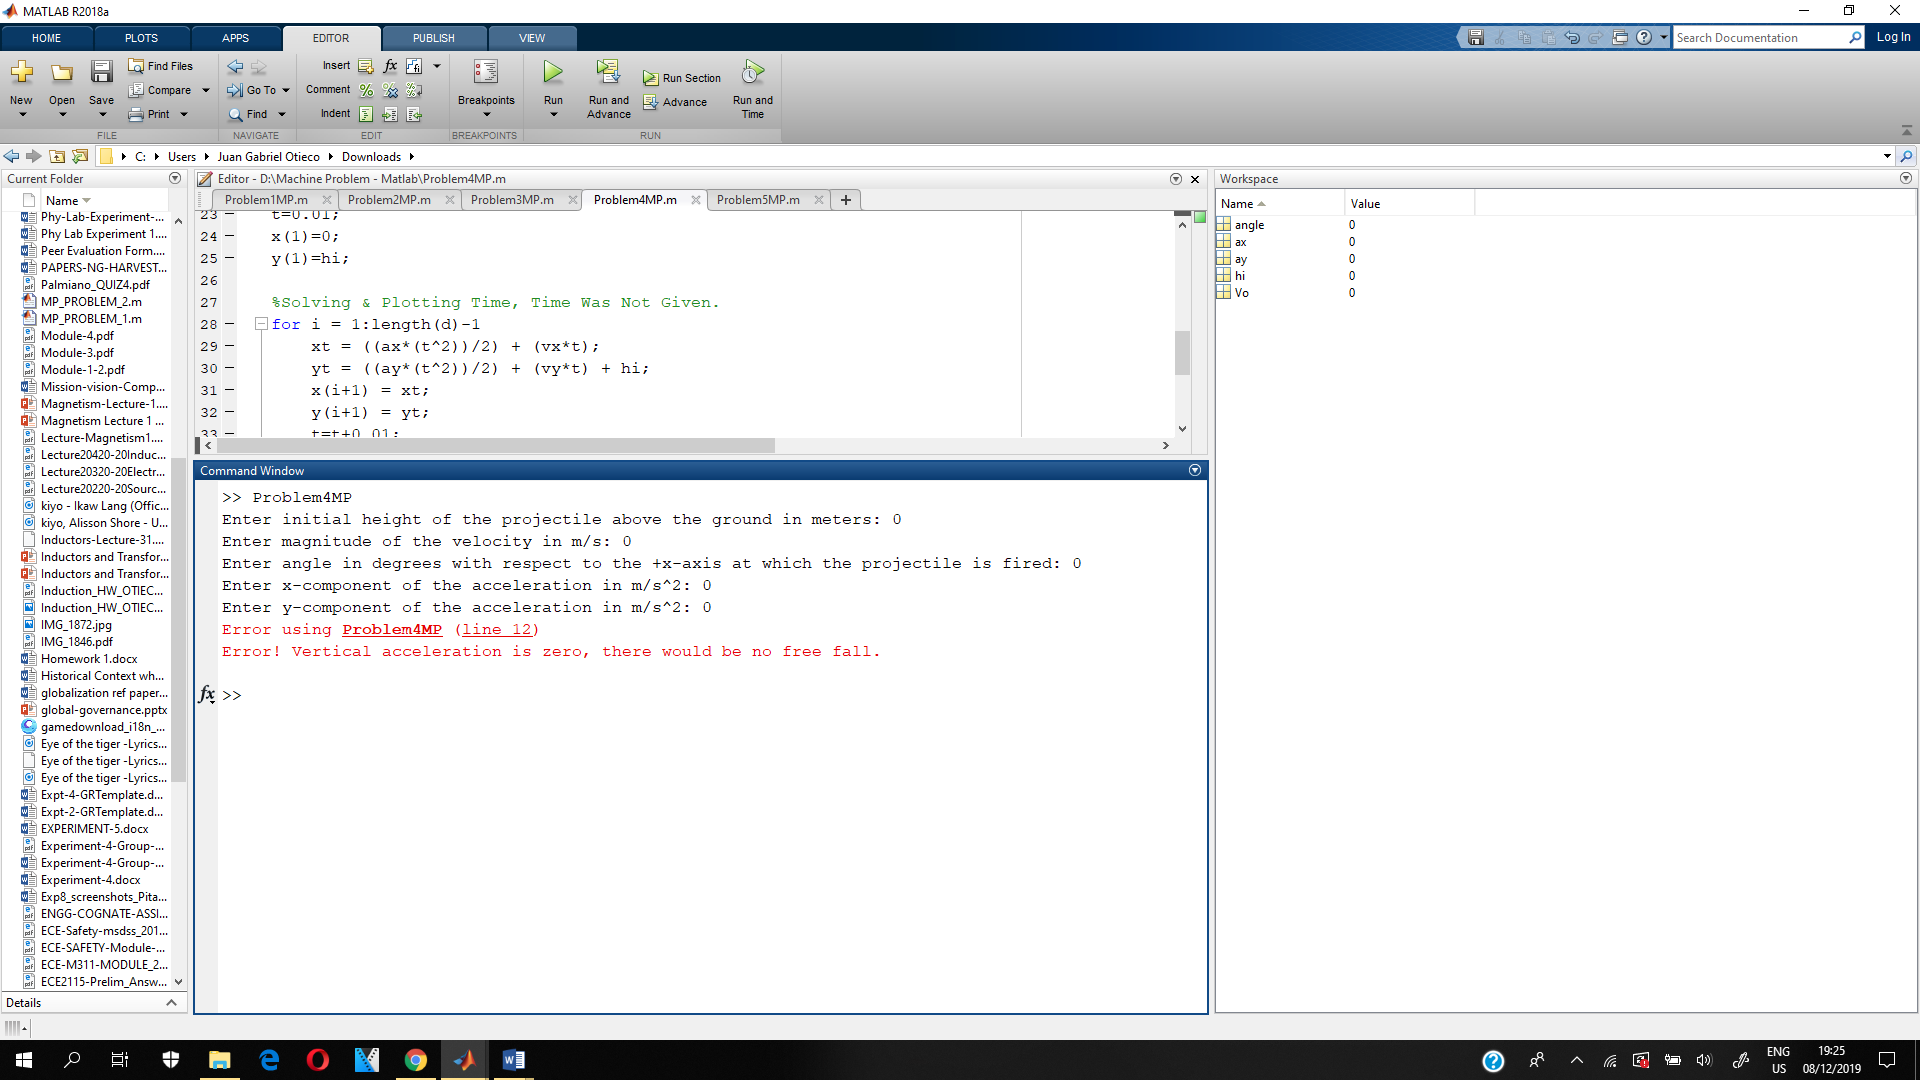 MATLAB R2018a
HOME PLOTS APPS EDITOR PUBLISH VIEW
Search Documentation Log In
New Open Save Find Files Compare Print
Go To Find
Insert fx
Comment
Indent
Breakpoints
Run Run and Advance Run Section Advance Run and Time
FILE NAVIGATE EDIT BREAKPOINTS RUN
C: Users Juan Gabriel Otieco Downloads
Current Folder
Name
Phy-Lab-Experiment-...
Phy Lab Experiment 1....
Peer Evaluation Form....
PAPERS-NG-HARVEST...
Palmiano_QUIZ4.pdf
MP_PROBLEM_2.m
MP_PROBLEM_1.m
Module-4.pdf
Module-3.pdf
Module-1-2.pdf
Mission-vision-Comp...
Magnetism-Lecture-1....
Magnetism Lecture 1 ...
Lecture-Magnetism1....
Lecture20420-20Induc...
Lecture20320-20Electr...
Lecture20220-20Sourc...
kiyo - Ikaw Lang (Offic...
kiyo, Alisson Shore - U...
Inductors-Lecture-31....
Inductors and Transfor...
Inductors and Transfor...
Induction_HW_OTIEC...
Induction_HW_OTIEC...
IMG_1872.jpg
IMG_1846.pdf
Homework 1.docx
Historical Context wh...
globalization ref paper...
global-governance.pptx
gamedownload_i18n_...
Eye of the tiger -Lyrics...
Eye of the tiger -Lyrics...
Eye of the tiger -Lyrics...
Expt-4-GRTemplate.d...
Expt-2-GRTemplate.d...
EXPERIMENT-5.docx
Experiment-4-Group-...
Experiment-4-Group-...
Experiment-4.docx
Exp8_screenshots_Pita...
ENGG-COGNATE-ASSI...
ECE-Safety-msdss_201...
ECE-SAFETY-Module-...
ECE-M311-MODULE_2...
ECE2115-Prelim_Answ...
Details
Editor - D:\Machine Problem - Matlab\Problem4MP.m
Problem1MP.m Problem2MP.m Problem3MP.m Problem4MP.m Problem5MP.m
23 t=0.01;
24 x(1)=0;
25 y(1)=hi;
26
27 %Solving & Plotting Time, Time Was Not Given.
28 for i = 1:length(d)-1
29 xt = ((ax*(t^2))/2) + (vx*t);
30 yt = ((ay*(t^2))/2) + (vy*t) + hi;
31 x(i+1) = xt;
32 y(i+1) = yt;
33 t=t+0.01;
Command Window
>> Problem4MP
Enter initial height of the projectile above the ground in meters: 0
Enter magnitude of the velocity in m/s: 0
Enter angle in degrees with respect to the +x-axis at which the projectile is fired: 0
Enter x-component of the acceleration in m/s^2: 0
Enter y-component of the acceleration in m/s^2: 0
Error using Problem4MP (line 12)
Error! Vertical acceleration is zero, there would be no free fall.
fx >>
Workspace
Name Value
angle 0
ax 0
ay 0
hi 0
Vo 0
ENG
US
19:25
08/12/2019